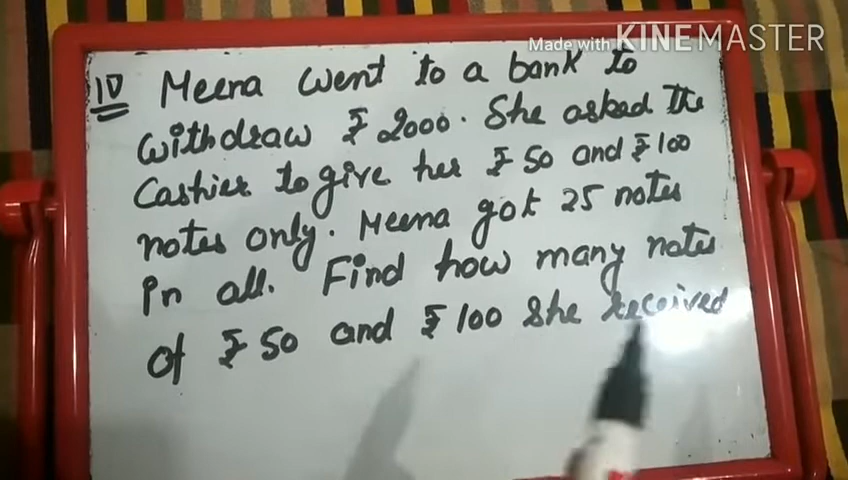 Made with KINEMASTER
10 Meena went to a bank to
withdraw ₹ 2000. She asked the
Cashier to give her ₹ 50 and ₹ 100
notes only. Meena got 25 notes
in all. Find how many notes
of ₹ 50 and ₹ 100 She received